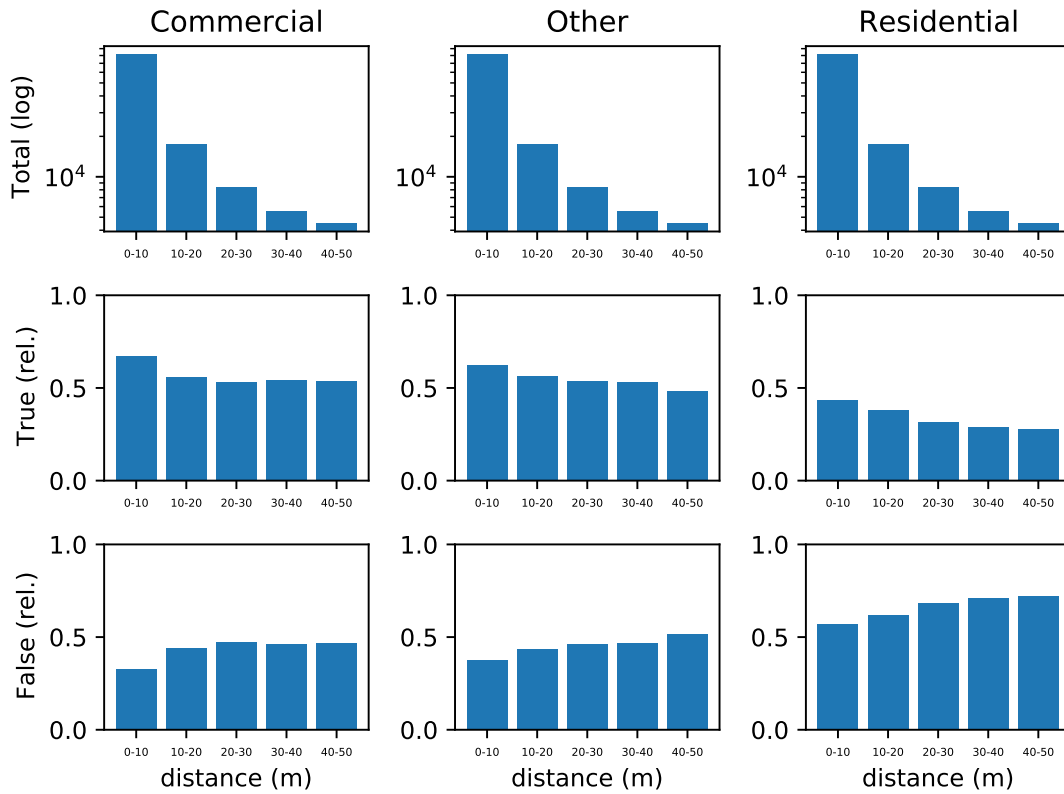 Commercial Other Residential
Total (log)
10⁴ 10⁴ 10⁴
0-10 10-20 20-30 30-40 40-50 0-10 10-20 20-30 30-40 40-50 0-10 10-20 20-30 30-40 40-50
True (rel.)
1.0 1.0 1.0
0.5 0.5 0.5
0.0 0.0 0.0
0-10 10-20 20-30 30-40 40-50 0-10 10-20 20-30 30-40 40-50 0-10 10-20 20-30 30-40 40-50
False (rel.)
1.0 1.0 1.0
0.5 0.5 0.5
0.0 0.0 0.0
0-10 10-20 20-30 30-40 40-50 0-10 10-20 20-30 30-40 40-50 0-10 10-20 20-30 30-40 40-50
distance (m) distance (m) distance (m)